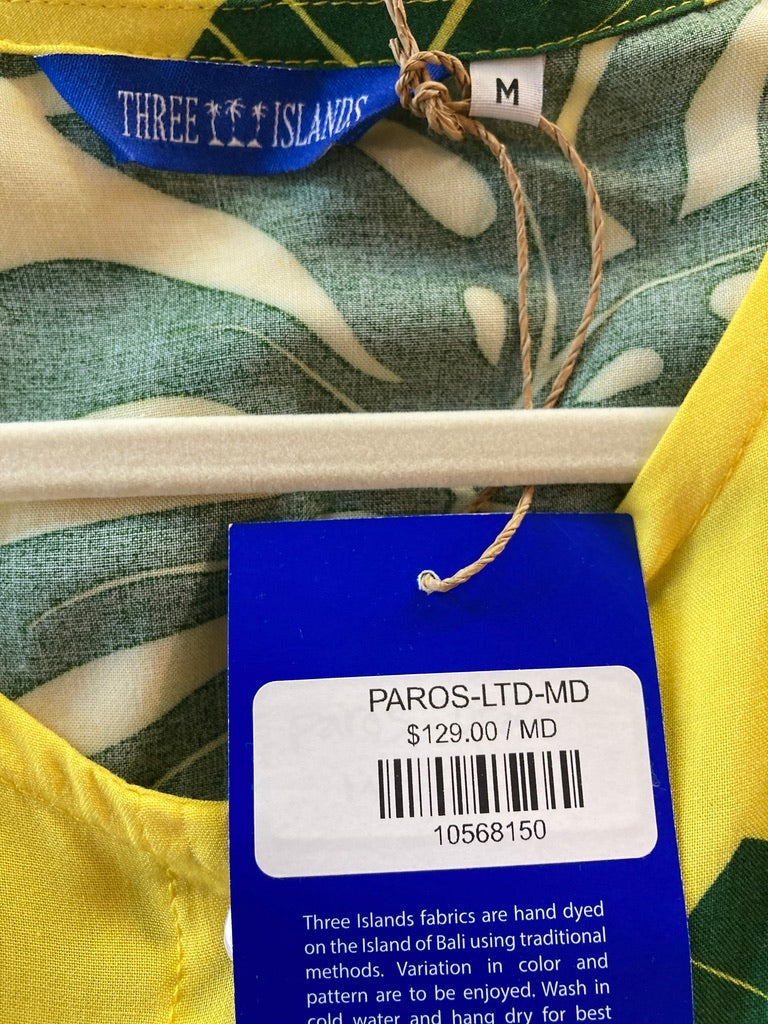 THREE ISLANDS
M
PAROS-LTD-MD
$129.00 / MD
10568150
Three Islands fabrics are hand dyed
on the Island of Bali using traditional
methods. Variation in color and
pattern are to be enjoyed. Wash in
cold water and hang dry for best